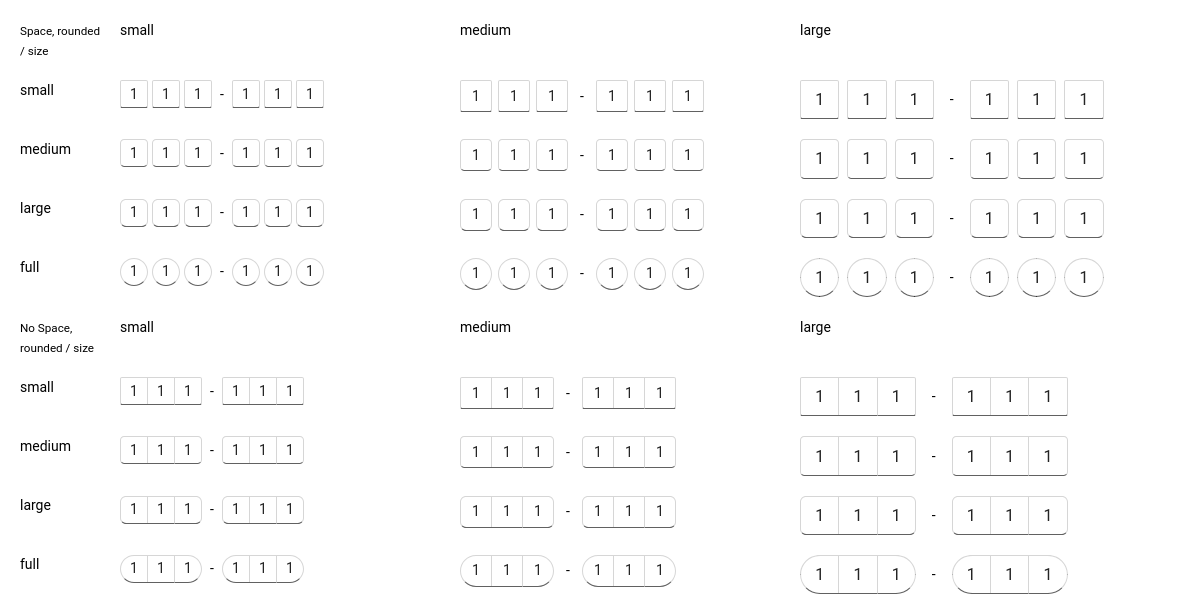 Space, rounded / size small medium large
small 1 1 1 - 1 1 1 1 1 1 - 1 1 1 1 1 1 - 1 1 1
medium 1 1 1 - 1 1 1 1 1 1 - 1 1 1 1 1 1 - 1 1 1
large 1 1 1 - 1 1 1 1 1 1 - 1 1 1 1 1 1 - 1 1 1
full 1 1 1 - 1 1 1 1 1 1 - 1 1 1 1 1 1 - 1 1 1
No Space, rounded / size small medium large
small 1 1 1 - 1 1 1 1 1 1 - 1 1 1 1 1 1 - 1 1 1
medium 1 1 1 - 1 1 1 1 1 1 - 1 1 1 1 1 1 - 1 1 1
large 1 1 1 - 1 1 1 1 1 1 - 1 1 1 1 1 1 - 1 1 1
full 1 1 1 - 1 1 1 1 1 1 - 1 1 1 1 1 1 - 1 1 1